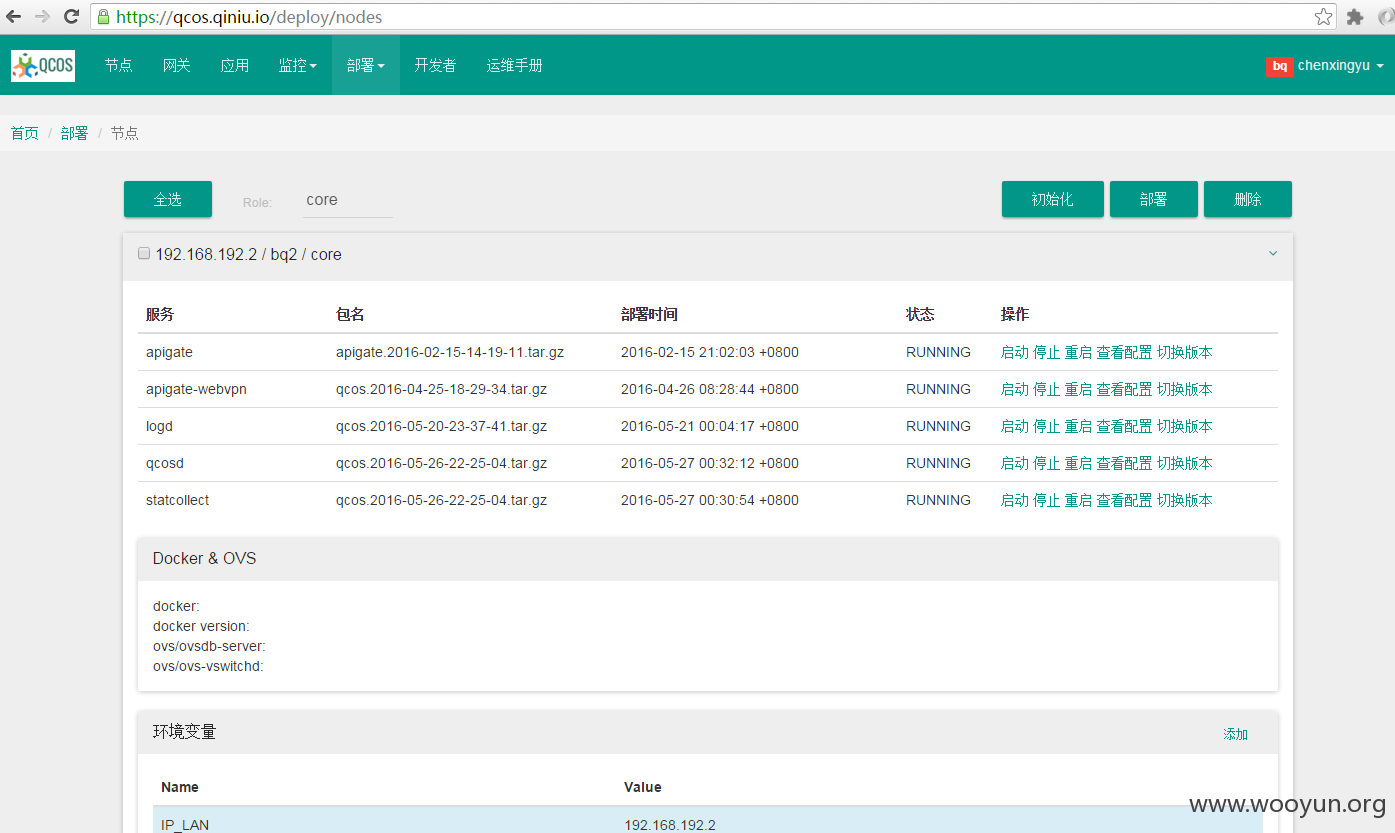 https://qcos.qiniu.io/deploy/nodes
QCOS 节点 网关 应用 监控 部署 开发者 运维手册 bq chenxingyu
首页 / 部署 / 节点
全选 Role: core 初始化 部署 删除
192.168.192.2 / bq2 / core
服务 包名 部署时间 状态 操作
apigate apigate.2016-02-15-14-19-11.tar.gz 2016-02-15 21:02:03 +0800 RUNNING 启动 停止 重启 查看配置 切换版本
apigate-webvpn qcos.2016-04-25-18-29-34.tar.gz 2016-04-26 08:28:44 +0800 RUNNING 启动 停止 重启 查看配置 切换版本
logd qcos.2016-05-20-23-37-41.tar.gz 2016-05-21 00:04:17 +0800 RUNNING 启动 停止 重启 查看配置 切换版本
qcosd qcos.2016-05-26-22-25-04.tar.gz 2016-05-27 00:32:12 +0800 RUNNING 启动 停止 重启 查看配置 切换版本
statcollect qcos.2016-05-26-22-25-04.tar.gz 2016-05-27 00:30:54 +0800 RUNNING 启动 停止 重启 查看配置 切换版本
Docker & OVS
docker:
docker version:
ovs/ovsdb-server:
ovs/ovs-vswitchd:
环境变量 添加
Name Value
IP_LAN 192.168.192.2
www.wooyun.org